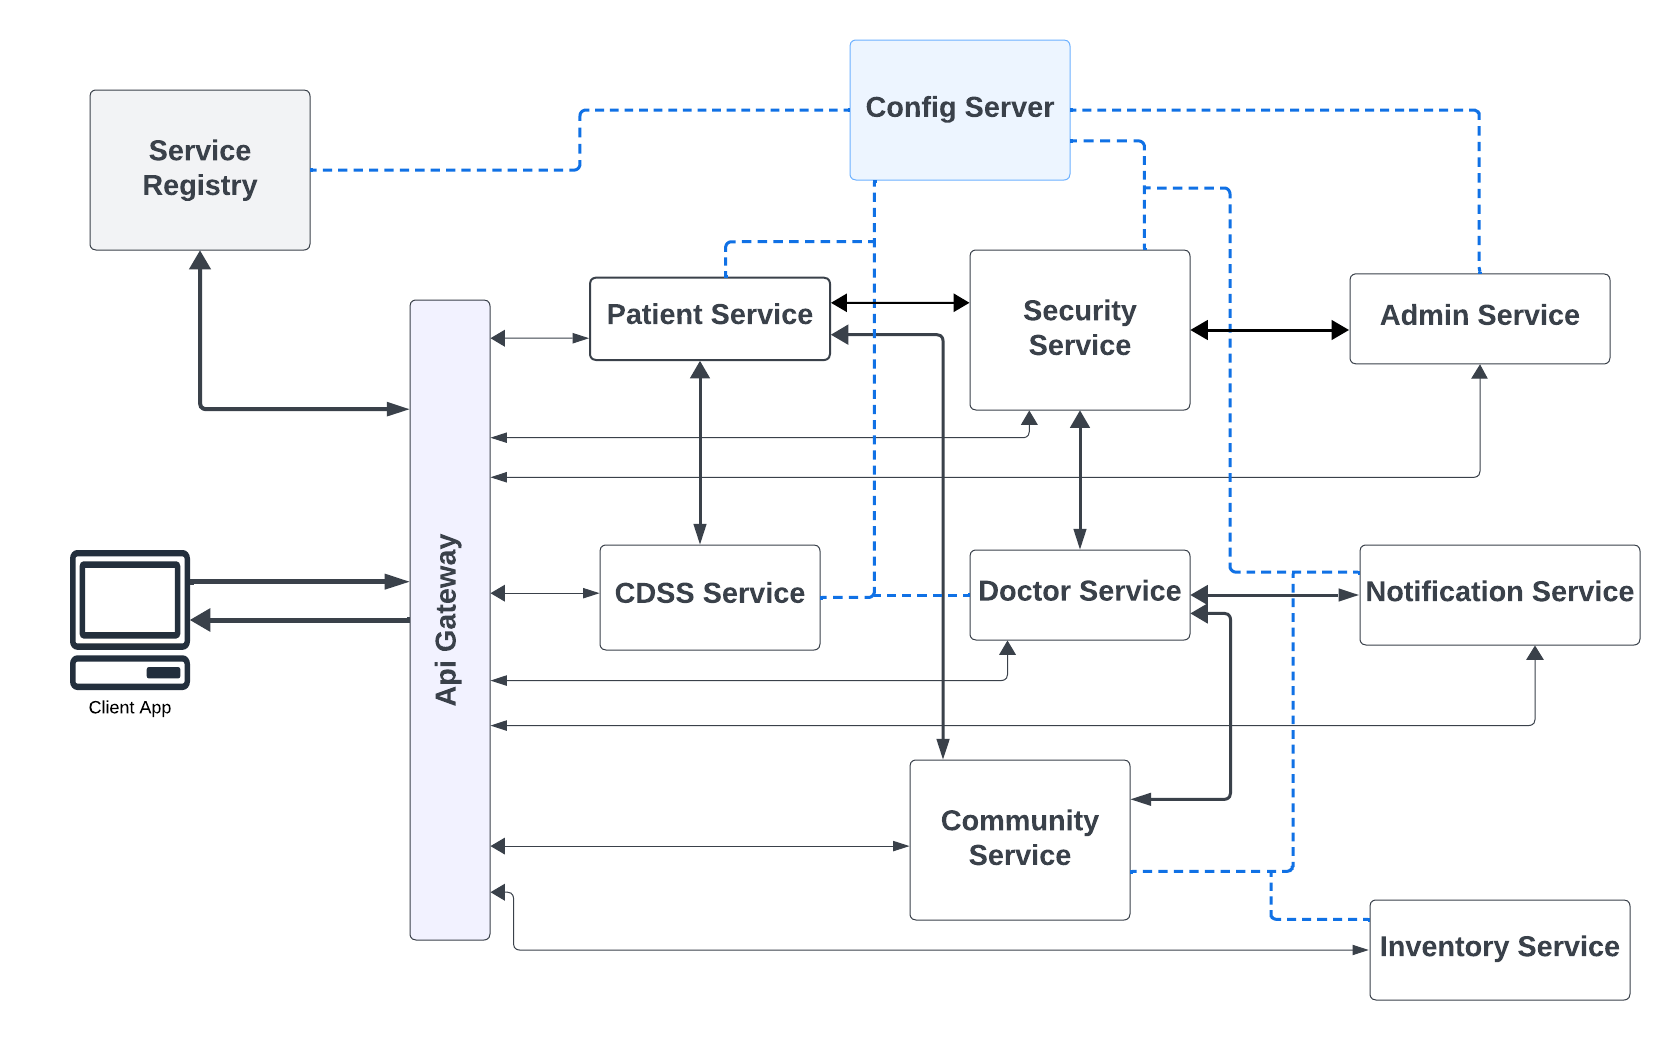 Config Server
Service
Registry
Patient Service
Security
Service
Admin Service
Api Gateway
CDSS Service
Doctor Service
Notification Service
Client App
Community
Service
Inventory Service